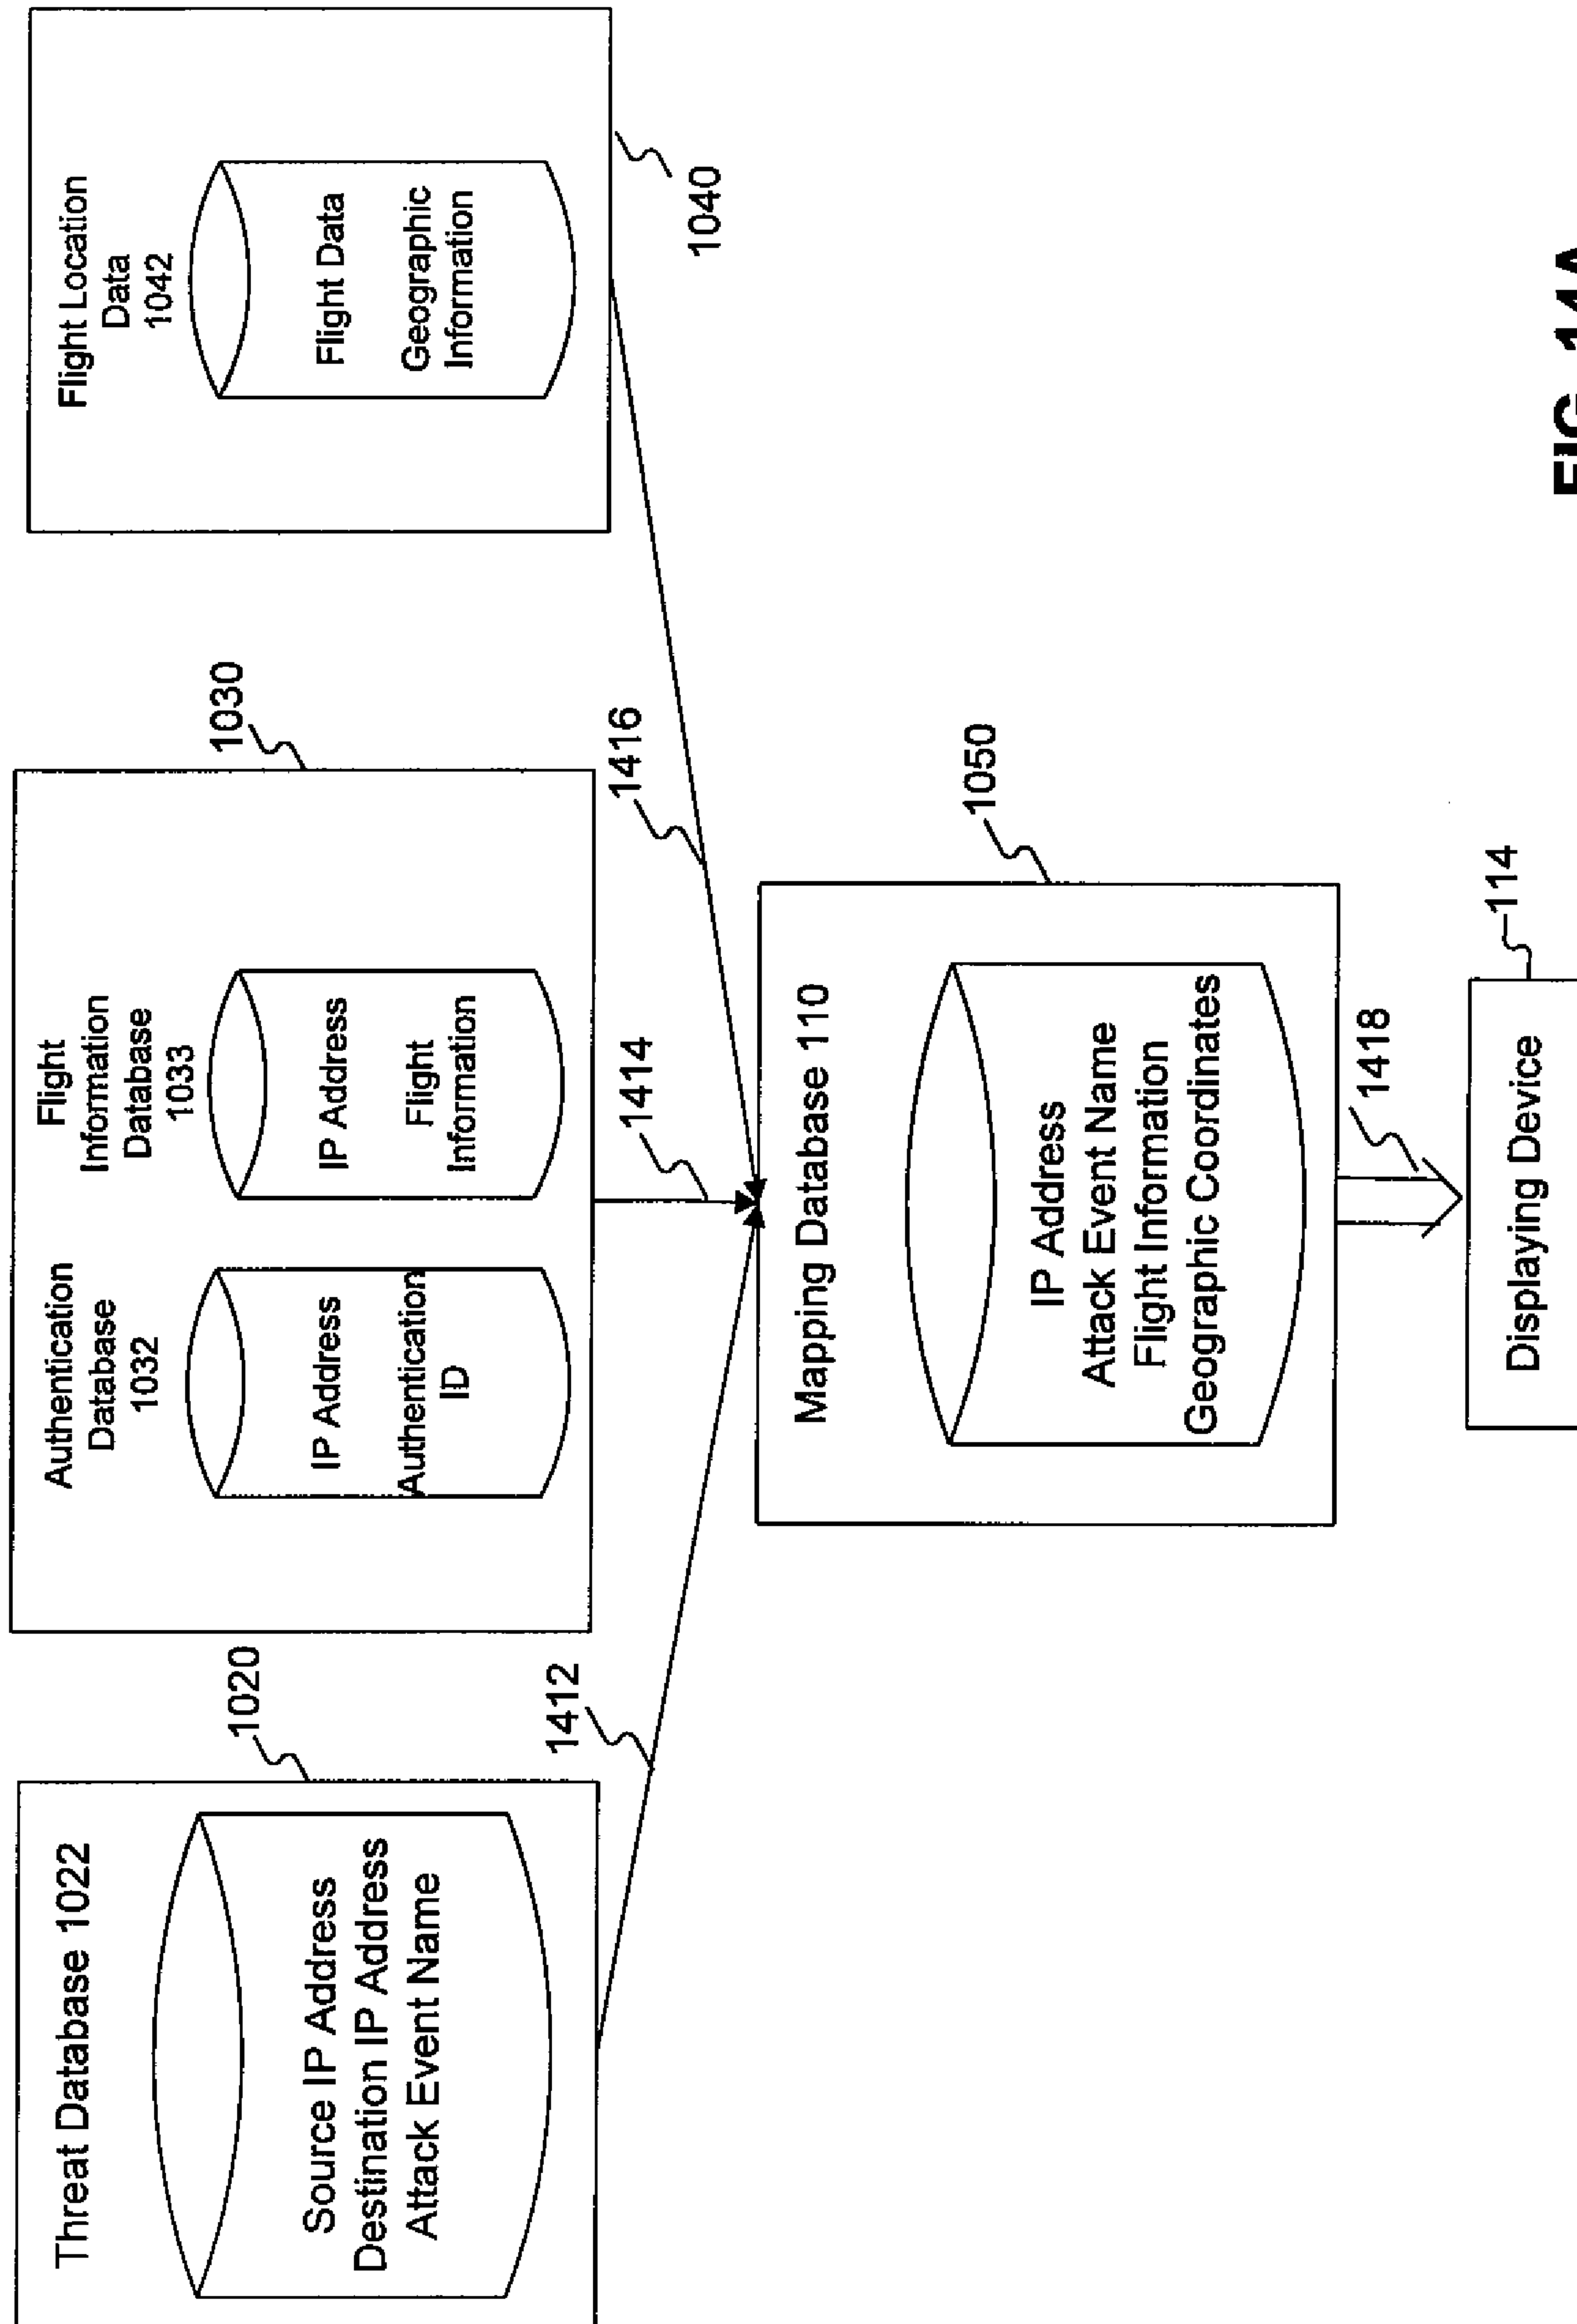 Threat Database 1022
Source IP Address
Destination IP Address
Attack Event Name
1020
1412
Authentication
Database
1032
IP Address
Authentication
ID
Flight
Information
Database
1033
IP Address
Flight
Information
1030
1414
1416
Flight Location
Data
1042
Flight Data
Geographic
Information
1040
Mapping Database 110
IP Address
Attack Event Name
Flight Information
Geographic Coordinates
1050
1418
Displaying Device
114
FIG. 14A